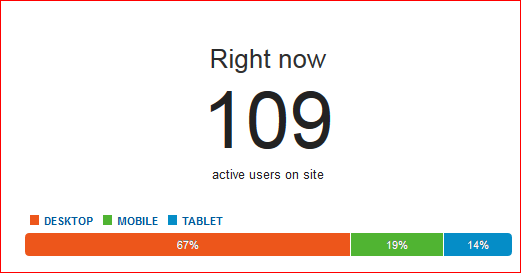 Right now
109
active users on site
DESKTOP MOBILE TABLET
67% 19% 14%